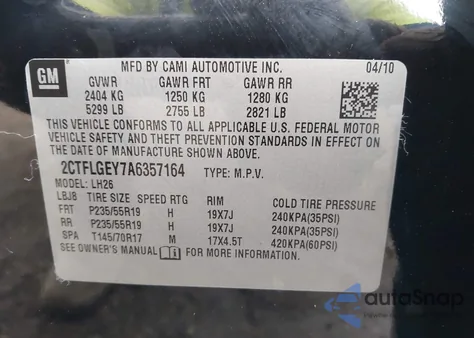 GM
MFD BY CAMI AUTOMOTIVE INC. 04/10
GVWR GAWR FRT GAWR RR
2404 KG 1250 KG 1280 KG
5299 LB 2755 LB 2821 LB
THIS VEHICLE CONFORMS TO ALL APPLICABLE U.S. FEDERAL MOTOR
VEHICLE SAFETY AND THEFT PREVENTION STANDARDS IN EFFECT ON
THE DATE OF MANUFACTURE SHOWN ABOVE.
2CTFLGEY7A6357164 TYPE: M.P.V.
MODEL: LH26
LBJB TIRE SIZE SPEED RTG RIM COLD TIRE PRESSURE
FRT P235/55R19 H 19X7J 240KPA(35PSI)
RR P235/55R19 H 19X7J 240KPA(35PSI)
SPA T145/70R17 M 17X4.5T 420KPA(60PSI)
SEE OWNER'S MANUAL FOR MORE INFORMATION.
autoSnap